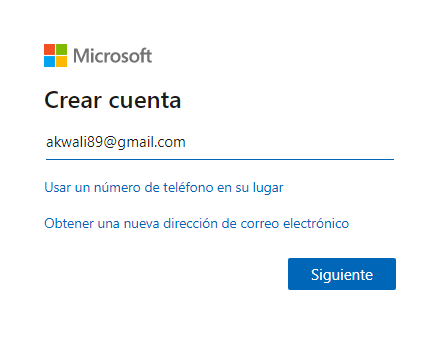 Microsoft
Crear cuenta
akwali89@gmail.com
Usar un número de teléfono en su lugar
Obtener una nueva dirección de correo electrónico
Siguiente